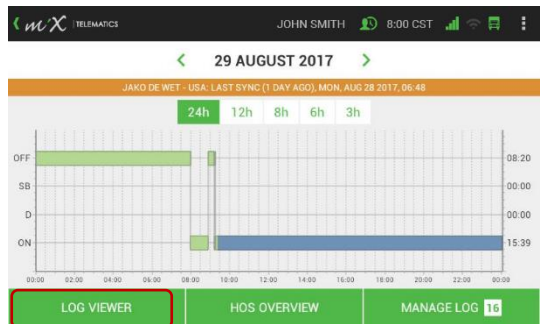 mX TELEMATICS JOHN SMITH 8:00 CST
29 AUGUST 2017
JAKO DE WET - USA: LAST SYNC (1 DAY AGO), MON, AUG 28 2017, 06:48
24h 12h 8h 6h 3h
OFF 08:20
SB 00:00
D 00:00
ON 15:39
00:00 02:00 04:00 06:00 08:00 10:00 12:00 14:00 16:00 18:00 20:00 22:00 00:00
LOG VIEWER HOS OVERVIEW MANAGE LOG 16